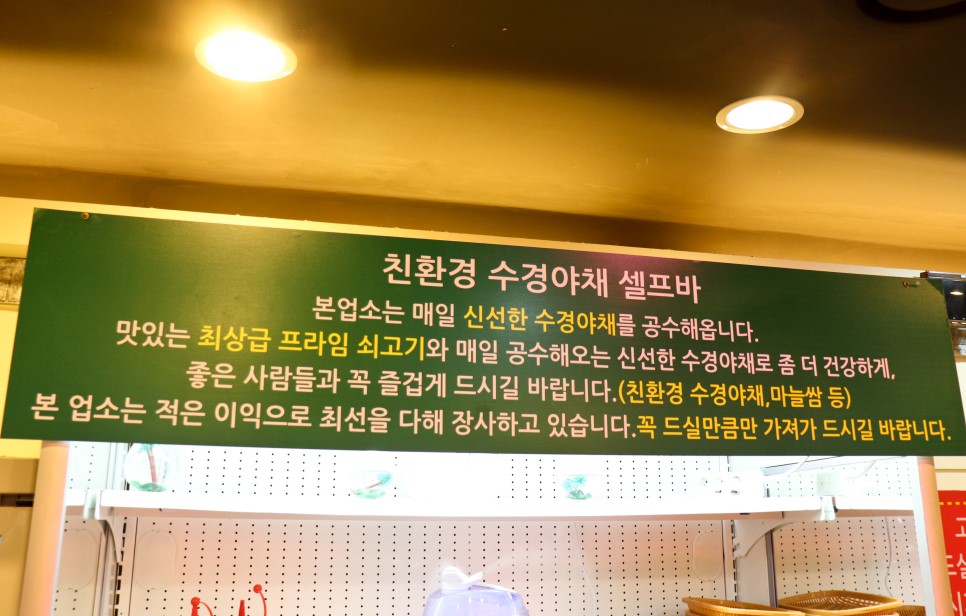 친환경 수경야채 셀프바
본업소는 매일 신선한 수경야채를 공수해옵니다.
맛있는 최상급 프라임 쇠고기와 매일 공수해오는 신선한 수경야채로 좀 더 건강하게,
좋은 사람들과 꼭 즐겁게 드시길 바랍니다.(친환경 수경야채,마늘쌈 등)
본 업소는 적은 이익으로 최선을 다해 장사하고 있습니다.꼭 드실만큼만 가져가 드시길 바랍니다.